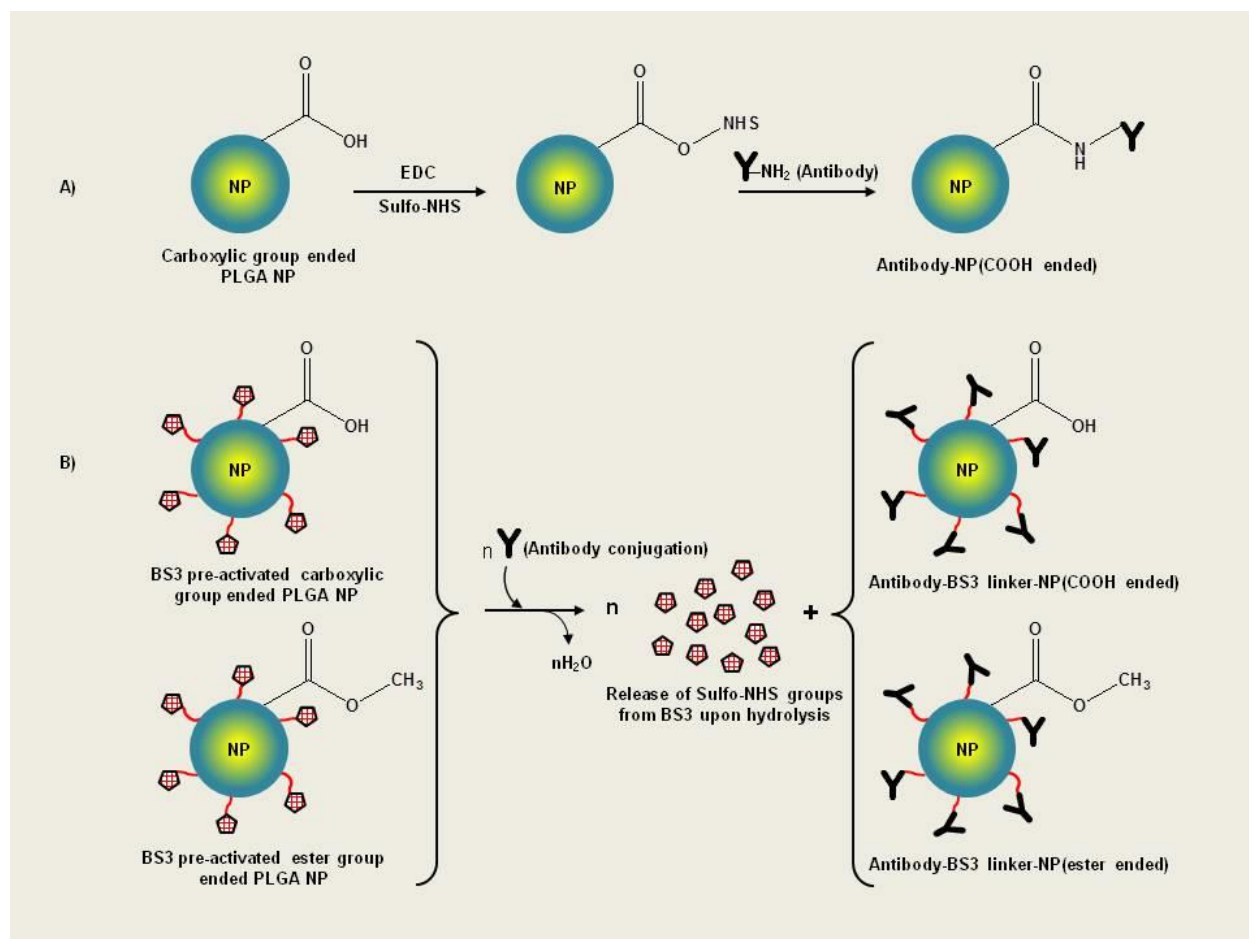 O
O
O
OH
NHS
O
N
H
A)
NP
EDC
Sulfo-NHS
NP
–NH₂ (Antibody)
NP
Carboxylic group ended
PLGA NP
Antibody-NP(COOH ended)
O
OH
O
OH
B)
NP
NP
BS3 pre-activated carboxylic
group ended PLGA NP
n (Antibody conjugation)
n
+
nH₂O
Release of Sulfo-NHS groups
from BS3 upon hydrolysis
Antibody-BS3 linker-NP(COOH ended)
O
O
CH₃
NP
BS3 pre-activated ester group
ended PLGA NP
O
O
CH₃
NP
Antibody-BS3 linker-NP(ester ended)